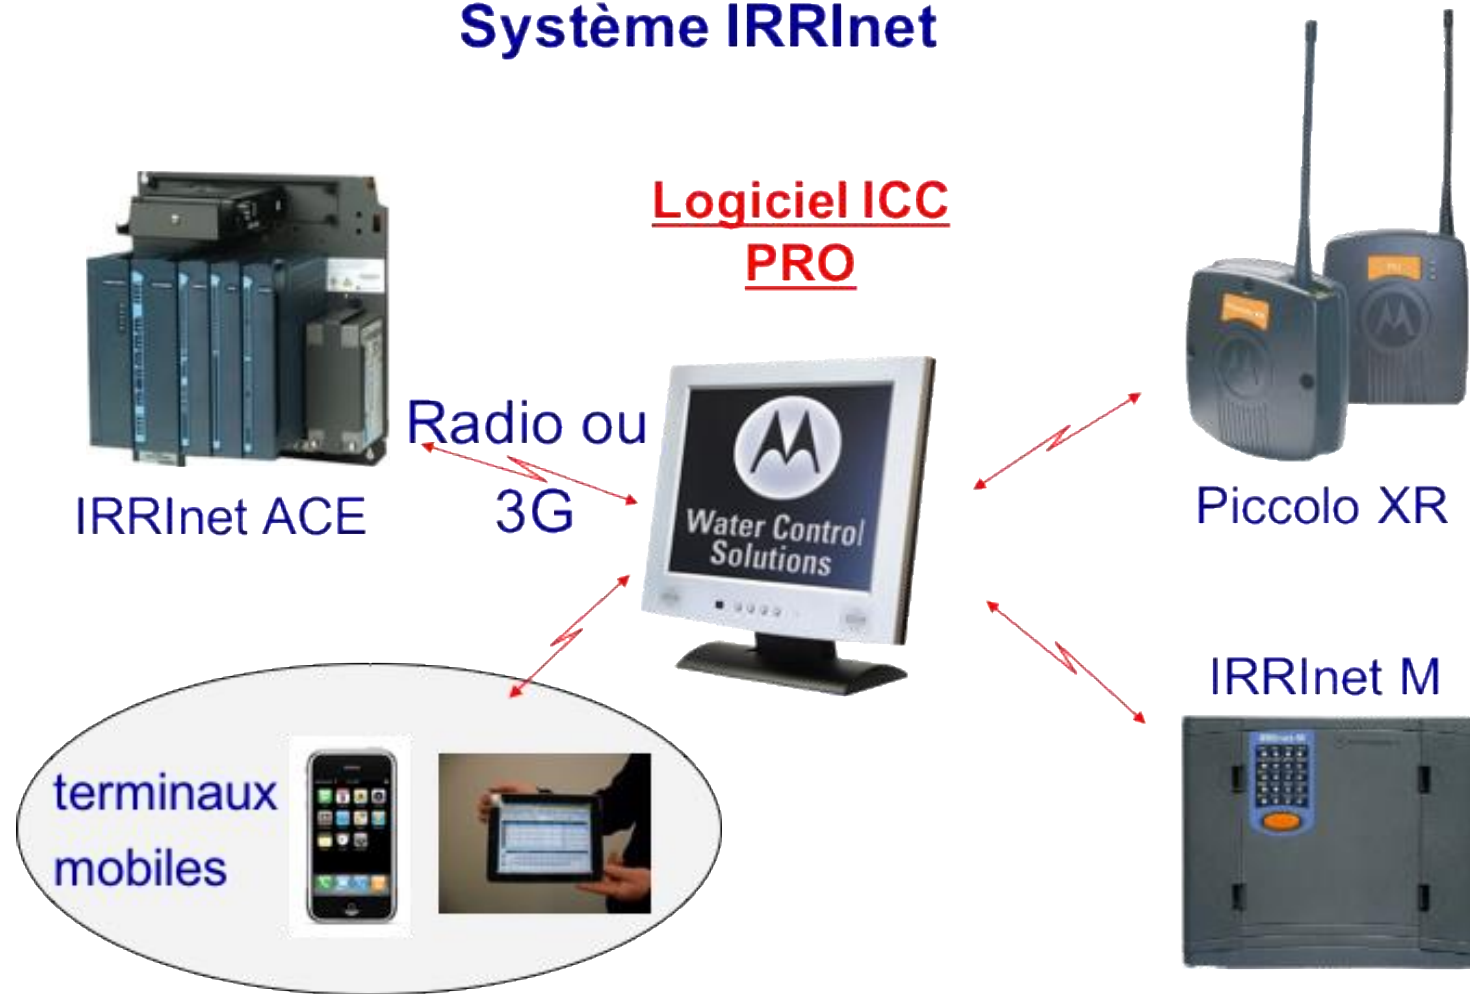 Système IRRInet
Logiciel ICC
PRO
Radio ou
3G
IRRInet ACE
Piccolo XR
Water Control
Solutions
IRRInet M
terminaux
mobiles